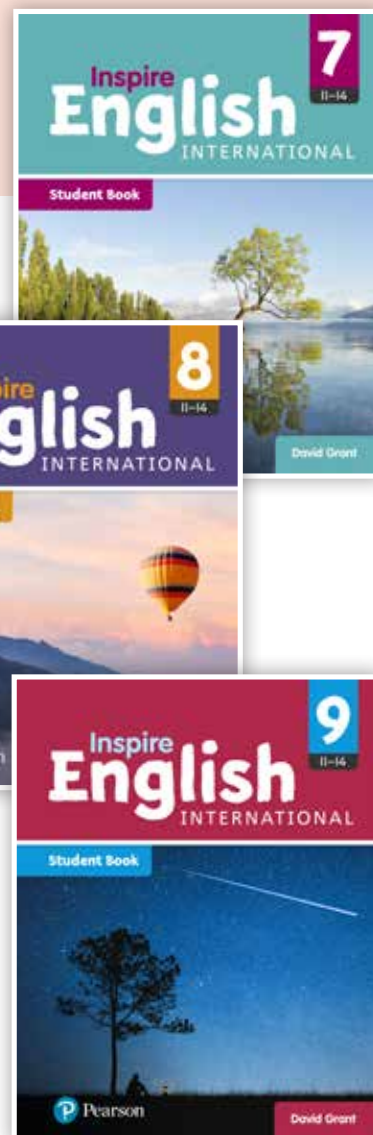 Inspire
7
English
11–14
INTERNATIONAL
Student Book
David Grant
pire
8
glish
11–14
INTERNATIONAL
Inspire
9
English
11–14
INTERNATIONAL
Student Book
Pearson
David Grant